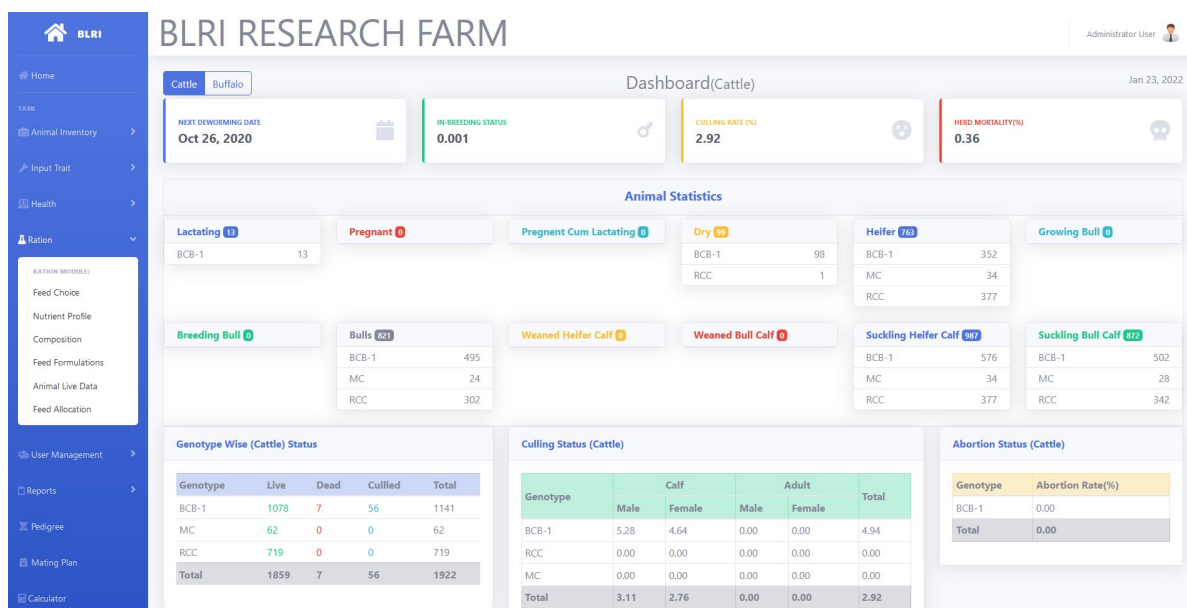 BLRI
BLRI RESEARCH FARM
Administrator User
Home
TASK
Animal Inventory
Input Trait
Health
Ration
RATION MODULE:
Feed Choice
Nutrient Profile
Composition
Feed Formulations
Animal Live Data
Feed Allocation
User Management
Reports
Pedigree
Mating Plan
Calculator
Cattle Buffalo
Dashboard(Cattle)
Jan 23, 2022
NEXT DEWORMING DATE
Oct 26, 2020
IN-BREEDING STATUS
0.001
CULLING RATE (%)
2.92
HERD MORTALITY(%)
0.36
Animal Statistics
Lactating 13
BCB-1 13
Pregnant 0
Pregnent Cum Lactating 0
Dry 99
BCB-1 98
RCC 1
Heifer 763
BCB-1 352
MC 34
RCC 377
Growing Bull 0
Breeding Bull 0
Bulls 821
BCB-1 495
MC 24
RCC 302
Weaned Heifer Calf 0
Weaned Bull Calf 0
Suckling Heifer Calf 987
BCB-1 576
MC 34
RCC 377
Suckling Bull Calf 872
BCB-1 502
MC 28
RCC 342
Genotype Wise (Cattle) Status
Genotype Live Dead Cullled Total
BCB-1 1078 7 56 1141
MC 62 0 0 62
RCC 719 0 0 719
Total 1859 7 56 1922
Culling Status (Cattle)
Genotype Calf Adult Total
Male Female Male Female
BCB-1 5.28 4.64 0.00 0.00 4.94
RCC 0.00 0.00 0.00 0.00 0.00
MC 0.00 0.00 0.00 0.00 0.00
Total 3.11 2.76 0.00 0.00 2.92
Abortion Status (Cattle)
Genotype Abortion Rate(%)
BCB-1 0.00
Total 0.00